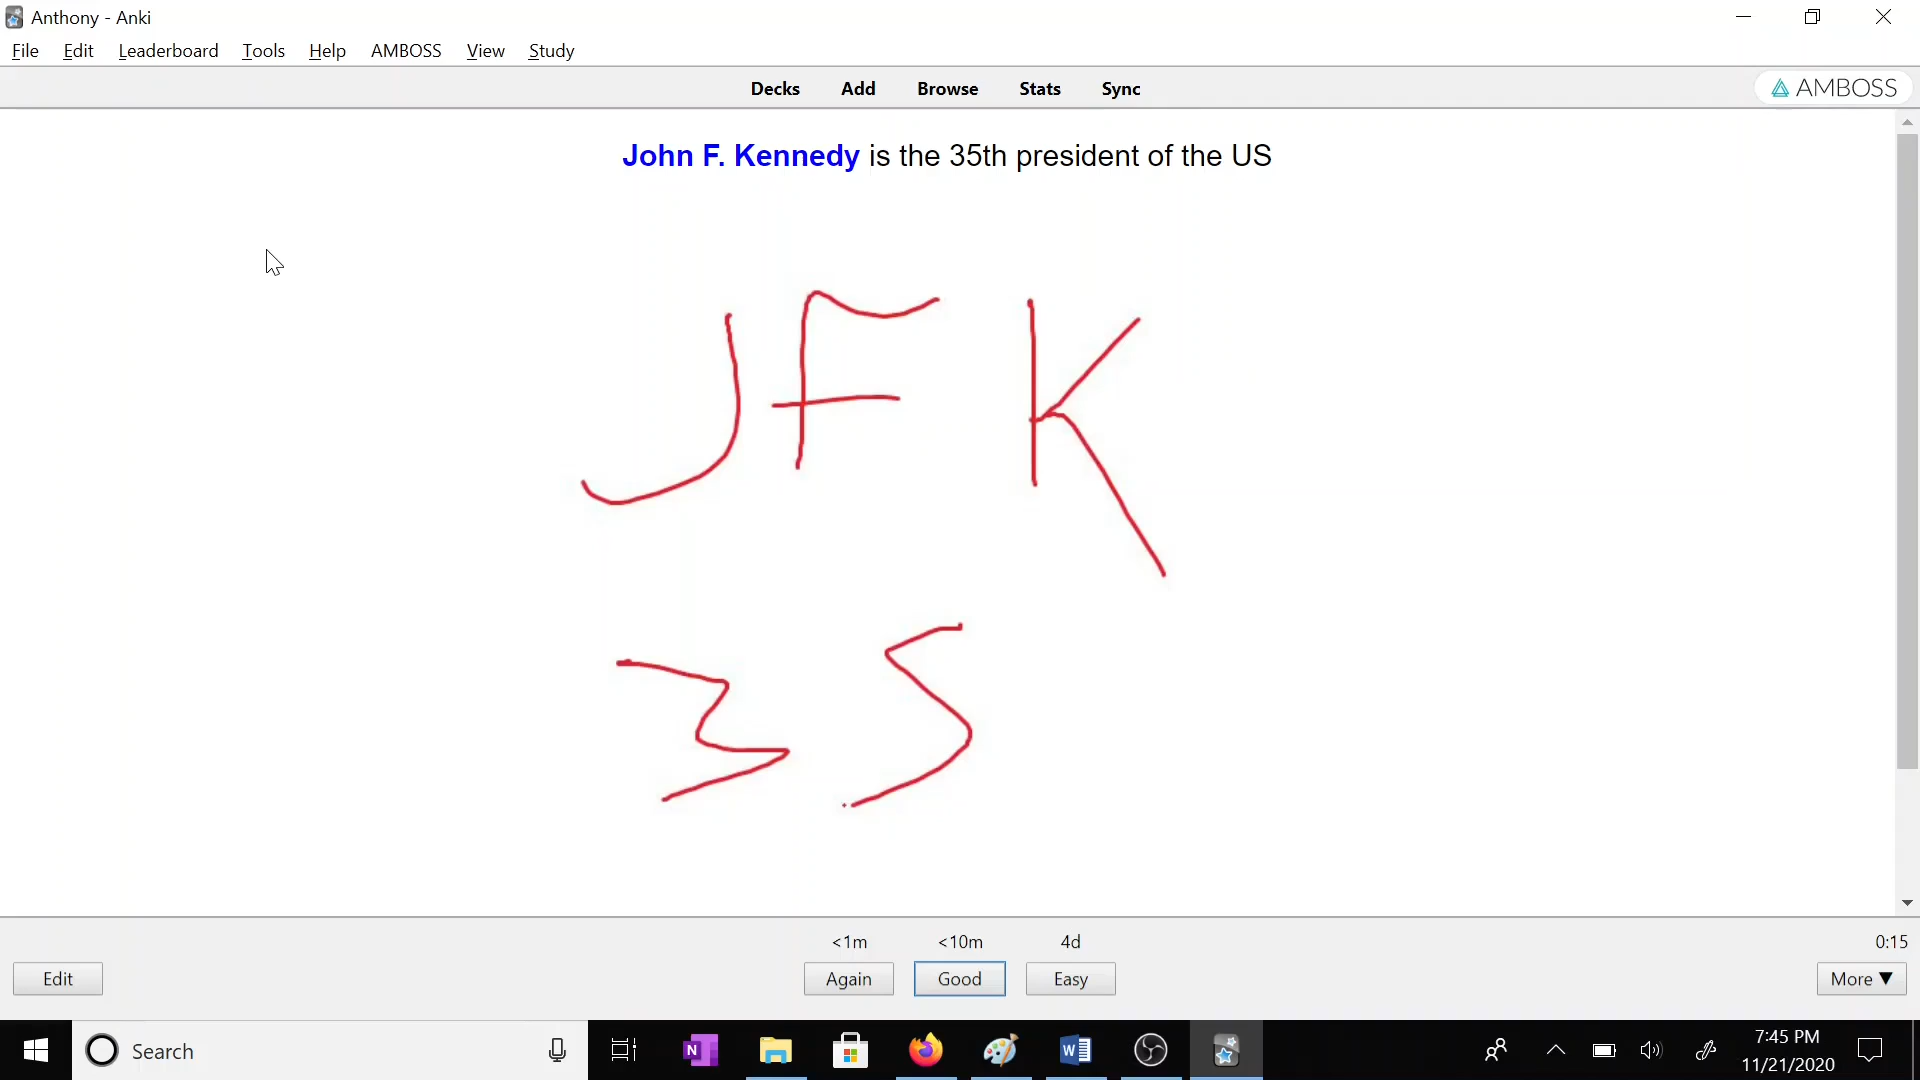 Anthony - Anki
File Edit Leaderboard Tools Help AMBOSS View Study
Decks Add Browse Stats Sync
AMBOSS
John F. Kennedy is the 35th president of the US
JFK
35
<1m <10m 4d 0:15
Edit Again Good Easy More ▼
Search
N
W
7:45 PM
11/21/2020